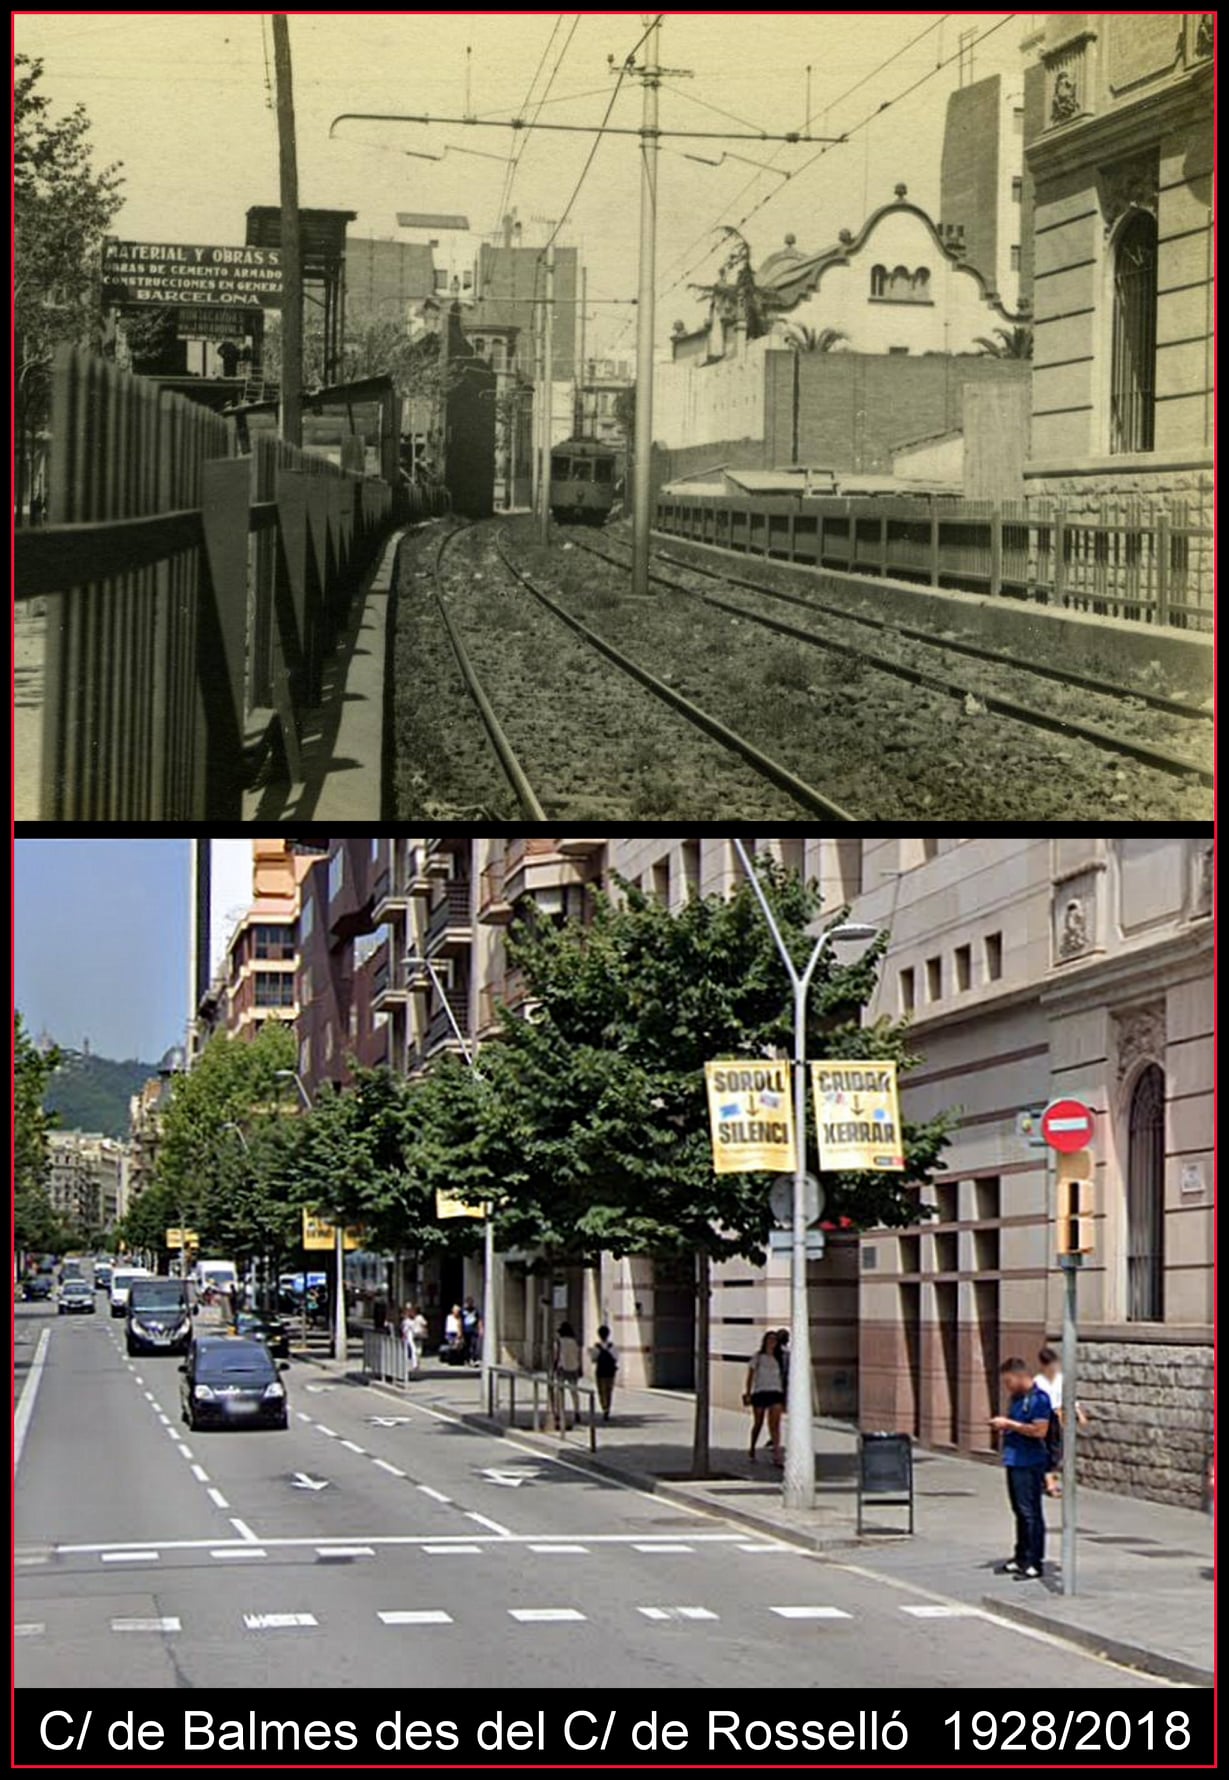 MATERIAL Y OBRAS S
OBRAS DE CEMENTO ARMADO
CONSTRUCCIONES EN GENERA
BARCELONA
SOROLL
↓
SILENCI
CRIDAR
↓
XERRAR
C/ de Balmes des del C/ de Rosselló 1928/2018